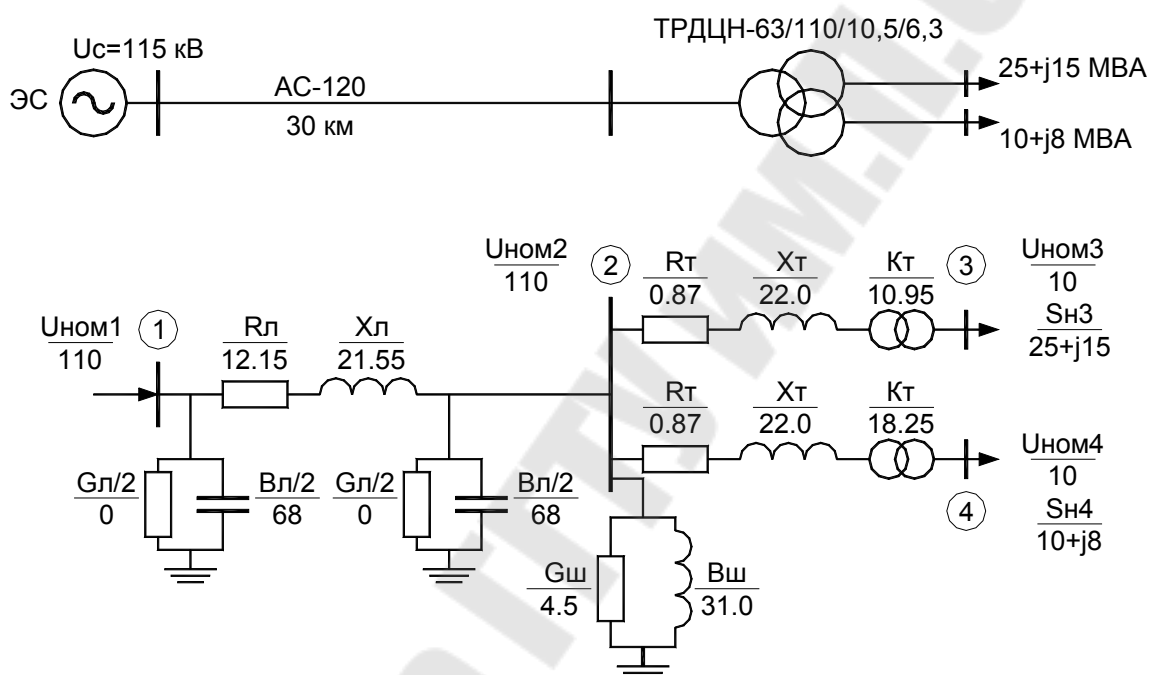 Uc=115 кВ
ТРДЦН-63/110/10,5/6,3
ЭС
АС-120
30 км
25+j15 МВА
10+j8 МВА
Uном1
110
1
Rл
12.15
Xл
21.55
Uном2
110
2
Rт
0.87
Xт
22.0
Kт
10.95
3
Uном3
10
Sн3
25+j15
Rт
0.87
Xт
22.0
Kт
18.25
4
Uном4
10
Sн4
10+j8
Gл/2
0
Bл/2
68
Gл/2
0
Bл/2
68
Gш
4.5
Bш
31.0